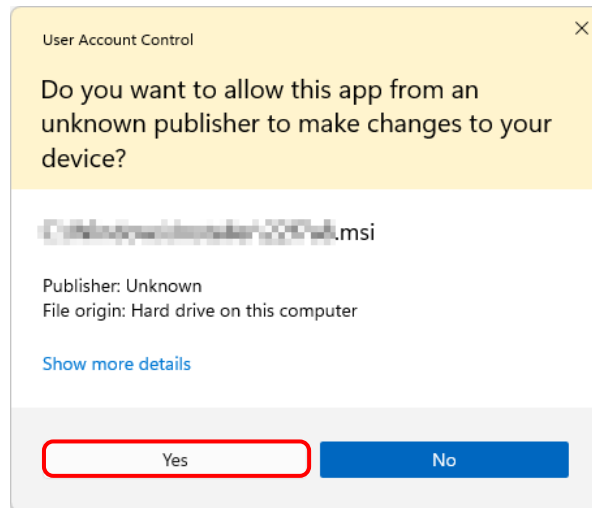 User Account Control
Do you want to allow this app from an
unknown publisher to make changes to your
device?
.msi
Publisher: Unknown
File origin: Hard drive on this computer
Show more details
Yes
No